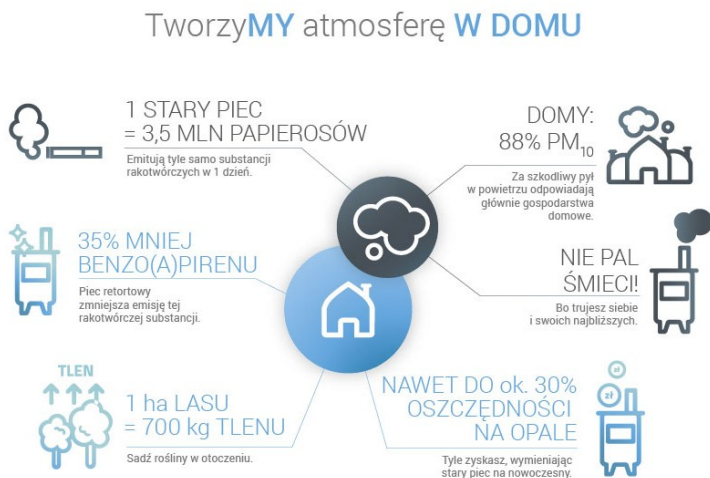 TworzyMY atmosferę W DOMU
1 STARY PIEC
= 3,5 MLN PAPIEROSÓW
Emitują tyle samo substancji
rakotwórczych w 1 dzień.
DOMY:
88% PM10
Za szkodliwy pył
w powietrzu odpowiadają
głównie gospodarstwa
domowe.
35% MNIEJ
BENZO(A)PIRENU
Piec retortowy
zmniejsza emisję tej
rakotwórczej substancji.
NIE PAL
ŚMIECI!
Bo trujesz siebie
i swoich najbliższych.
TLEN
1 ha LASU
= 700 kg TLENU
Sadź rośliny w otoczeniu.
NAWET DO ok. 30%
OSZCZĘDNOŚCI
NA OPALE
Tyle zyskasz, wymieniając
stary piec na nowoczesny.
zł
zł